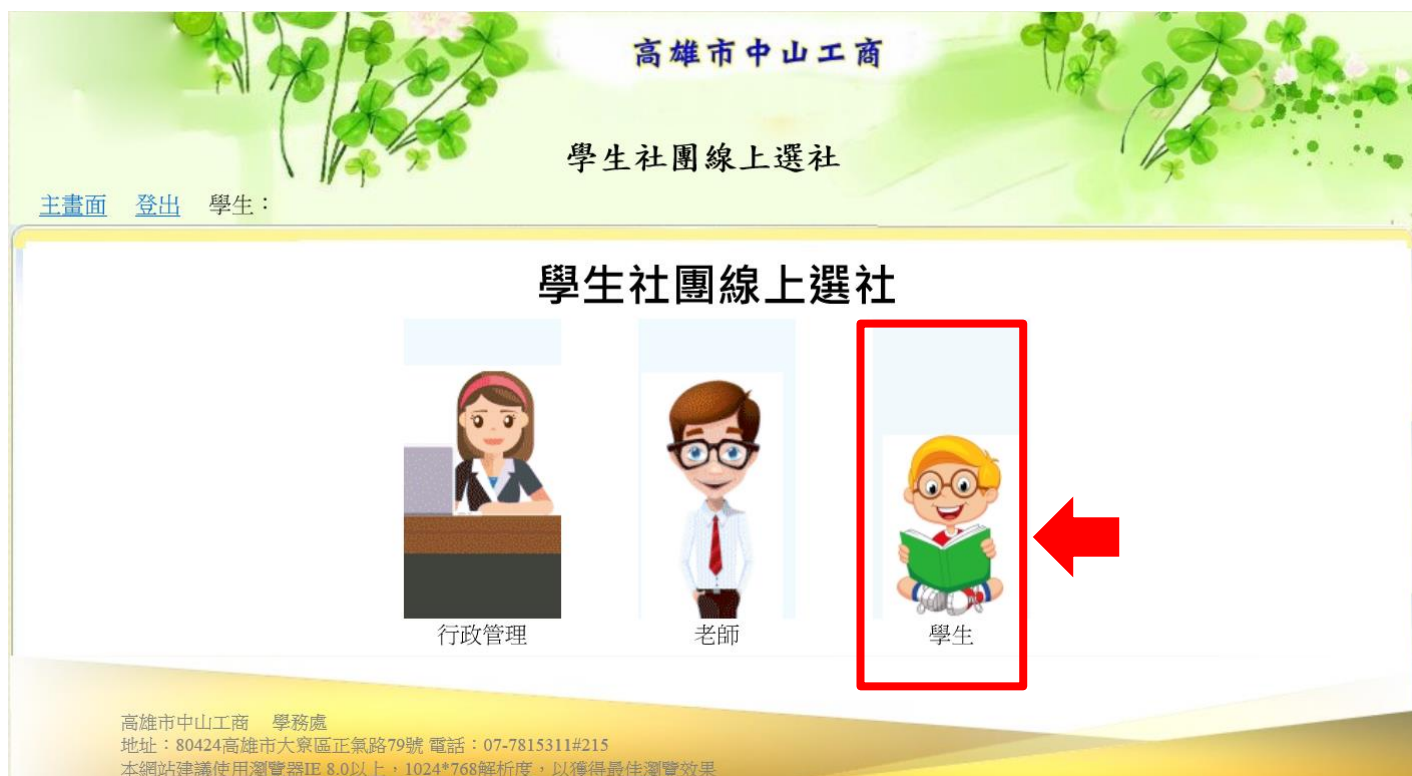 高雄市中山工商
學生社團線上選社
主畫面 登出 學生：
學生社團線上選社
行政管理 老師 學生
高雄市中山工商 學務處
地址：80424高雄市大寮區正氣路79號 電話：07-7815311#215
本網站建議使用瀏覽器IE 8.0以上，1024*768解析度，以獲得最佳瀏覽效果